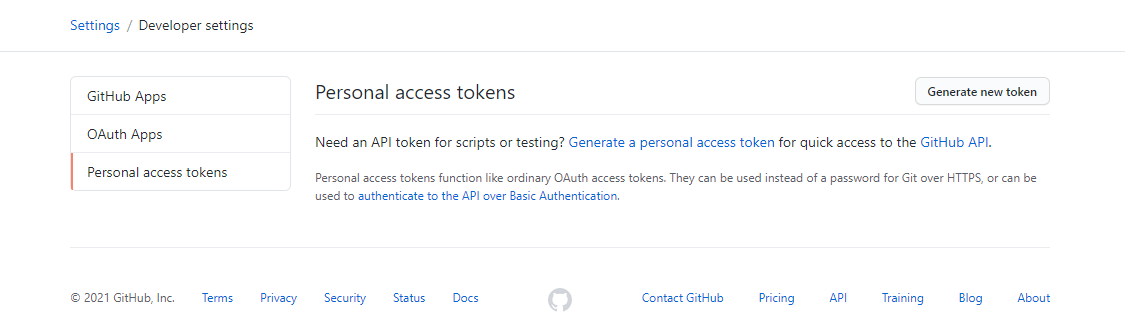 Settings / Developer settings
GitHub Apps
OAuth Apps
Personal access tokens
Personal access tokens
Generate new token
Need an API token for scripts or testing? Generate a personal access token for quick access to the GitHub API.
Personal access tokens function like ordinary OAuth access tokens. They can be used instead of a password for Git over HTTPS, or can be
used to authenticate to the API over Basic Authentication.
© 2021 GitHub, Inc. Terms Privacy Security Status Docs Contact GitHub Pricing API Training Blog About